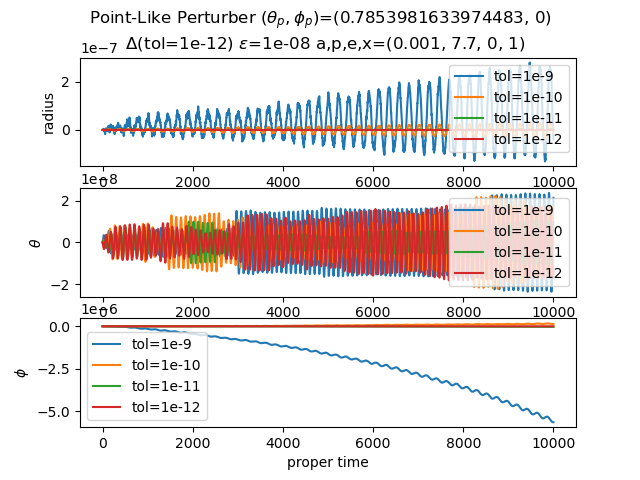 Point-Like Perturber (θp, ϕp)=(0.7853981633974483, 0)
Δ(tol=1e-12) ε=1e-08 a,p,e,x=(0.001, 7.7, 0, 1)
1e−7
radius
2
0
tol=1e-9
tol=1e-10
tol=1e-11
tol=1e-12
0 2000 4000 6000 8000 10000
1e−8
θ
2
0
−2
tol=1e-9
tol=1e-10
tol=1e-11
tol=1e-12
0 2000 4000 6000 8000 10000
1e−6
ϕ
0.0
−2.5
−5.0
tol=1e-9
tol=1e-10
tol=1e-11
tol=1e-12
0 2000 4000 6000 8000 10000
proper time